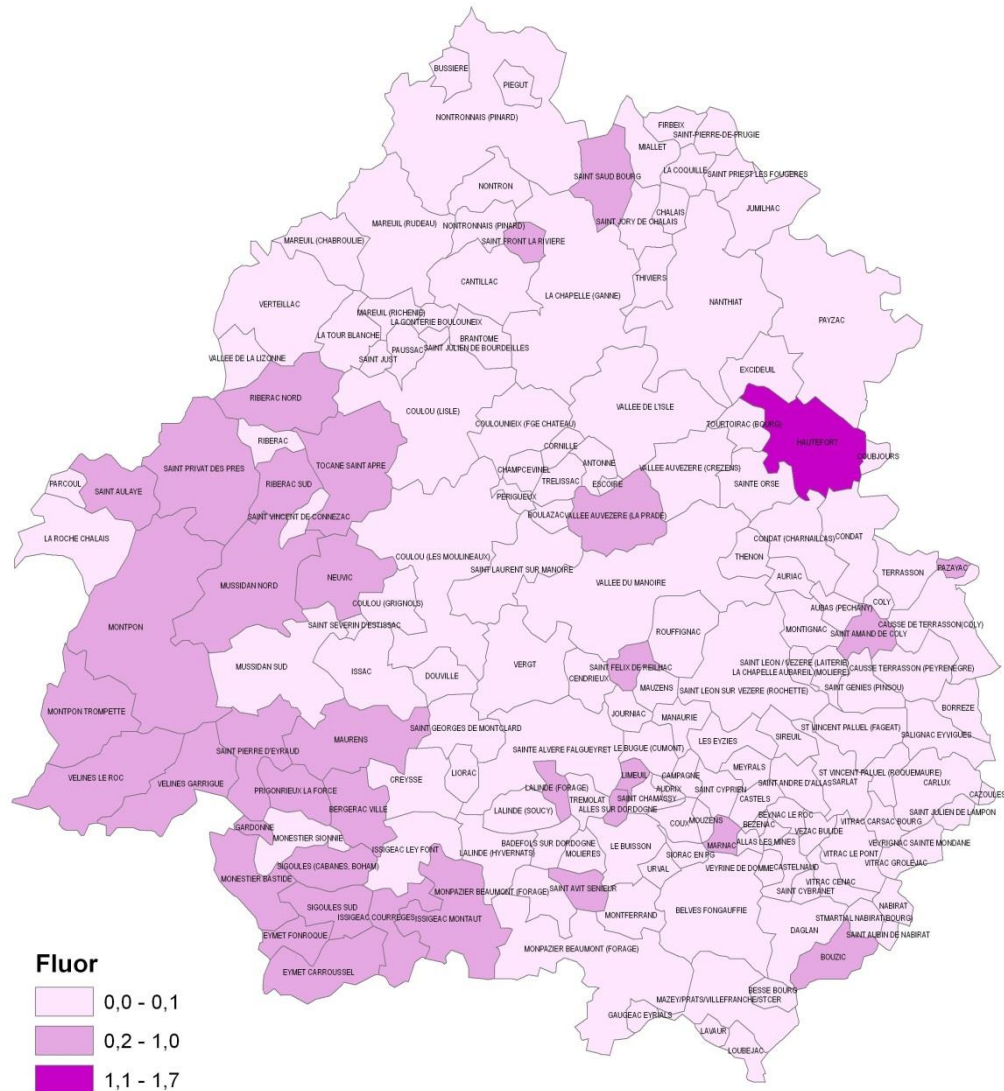 BUSSIERE
PIEGUT
NONTRONNAIS (PINARD)
FIRBEIX
SAINT-PIERRE-DE-FRUGIE
MIALLET
SAINT SAUD BOURG
LA COQUILLE
SAINT PRIEST LES FOUGERES
NONTRON
CHALAIS
JUMILHAC
MAREUIL (RUDEAU)
NONTRONNAIS (PINARD)
SAINT JORY DE CHALAIS
MAREUIL (CHABROULIE)
SAINT FRONT LA RIVIERE
THIVIERS
CANTILLAC
LA CHAPELLE (GANNE)
NANTHIAT
VERTEILLAC
MAREUIL (RICHENIE)
PAYZAC
LA GONTERIE BOULOUNEIX
LA TOUR BLANCHE
BRANTOME
PAUSSAC
SAINT JULIEN DE BOURDEILLES
VALLEE DE LA LIZONNE
SAINT JUST
EXCIDEUIL
RIBERAC NORD
COULOU (LISLE)
VALLEE DE L'ISLE
COULOUNIEIX (FGE CHATEAU)
TOURTOIRAC (BOURG)
RIBERAC
HAUTEFORT
CORNILLE
COUBJOURS
SAINT PRIVAT DES PRES
TOCANE SAINT APRE
ANTONNE
VALLEE AUVEZERE (CREZENS)
CHAMPCEVINEL
PARCOUL
SAINT AULAYE
RIBERAC SUD
TRELISSAC
ESCOIRE
SAINTE ORSE
PÉRIGUEUX
SAINT VINCENT DE CONNEZAC
BOULAZAC
VALLEE AUVEZERE (LA PRADE)
LA ROCHE CHALAIS
CONDAT (CHARNAILLAS)
CONDAT
COULOU (LES MOULINEAUX)
THENON
SAINT LAURENT SUR MANOIRE
TERRASSON
PAZAYAC
MUSSIDAN NORD
NEUVIC
VALLEE DU MANOIRE
AURIAC
COULOU (GRIGNOLS)
COLY
AUBAS (PECHANY)
MONTPON
SAINT SEVERIN D'ESTISSAC
ROUFFIGNAC
MONTIGNAC
CAUSSE DE TERRASSON(COLY)
SAINT AMAND DE COLY
MUSSIDAN SUD
ISSAC
DOUVILLE
VERGT
SAINT FELIX DE REILHAC
SAINT LEON / VEZERE (LAITERIE)
CAUSSE TERRASSON (PEYRENEGRE)
LA CHAPELLE AUBAREIL (MOLIERE)
CENDRIEUX
MAUZENS
SAINT LEON SUR VEZERE (ROCHETTE)
SAINT GENIES (PINSOU)
MONTPON TROMPETTE
BORREZE
JOURNIAC
MANAURIE
ST VINCENT PALUEL (FAGEAT)
SAINT GEORGES DE MONTCLARD
SALIGNAC EYVIGUES
SAINT PIERRE D'EYRAUD
MAURENS
LES EYZIES
SIREUIL
SAINTE ALVERE FALGUEYRET
LE BUGUE (CUMONT)
VELINES LE ROC
MEYRALS
ST VINCENT PALUEL (ROQUEMAURE)
CREYSSE
LIORAC
LIMEUIL
CAMPAGNE
VELINES GARRIGUE
SAINT ANDRE D'ALLAS
SARLAT
CARLUX
PRIGONRIEUX LA FORCE
LALINDE (FORAGE)
AUDRIX
SAINT CYPRIEN
CAZOULES
TREMOLAT
SAINT CHAMASSY
CASTELS
BERGERAC VILLE
LALINDE (SOUCY)
ALLES SUR DORDOGNE
BEYNAC LE ROC
SAINT JULIEN DE LAMPON
COUX
MOUZENS
VITRAC CARSAC BOURG
GARDONNE
BEZENAC
VEZAC BULIDE
MONESTIER SIONNIE
BADEFOLS SUR DORDOGNE
LE BUISSON
MARNAC
ALLAS LES MINES
VEYRIGNAC SAINTE MONDANE
ISSIGEAC LEY FONT
LALINDE (HYVERNATS)
SIORAC EN PG
VITRAC LE PONT
MOLIERES
VITRAC GROLEJAC
URVAL
VEYRINE DE DOMME
CASTELNAUD
MONESTIER BASTIDE
SIGOULES (CABANES, BOHAM)
VITRAC CENAC
MONPAZIER BEAUMONT (FORAGE)
SAINT AVIT SENIEUR
SAINT CYBRANET
SIGOULES SUD
NABIRAT
ISSIGEAC COURREGES
ISSIGEAC MONTAUT
MONTFERRAND
BELVES FONGAUFFIE
STMARTIAL NABIRAT(BOURG)
DAGLAN
SAINT AUBIN DE NABIRAT
EYMET FONROQUE
MONPAZIER BEAUMONT (FORAGE)
BOUZIC
EYMET CARROUSSEL
BESSE BOURG
MAZEY/PRATS/VILLEFRANCHE/STCER
GAUGEAC EYRIALS
LAVAUR
LOUBEJAC
Fluor
0,0 - 0,1
0,2 - 1,0
1,1 - 1,7